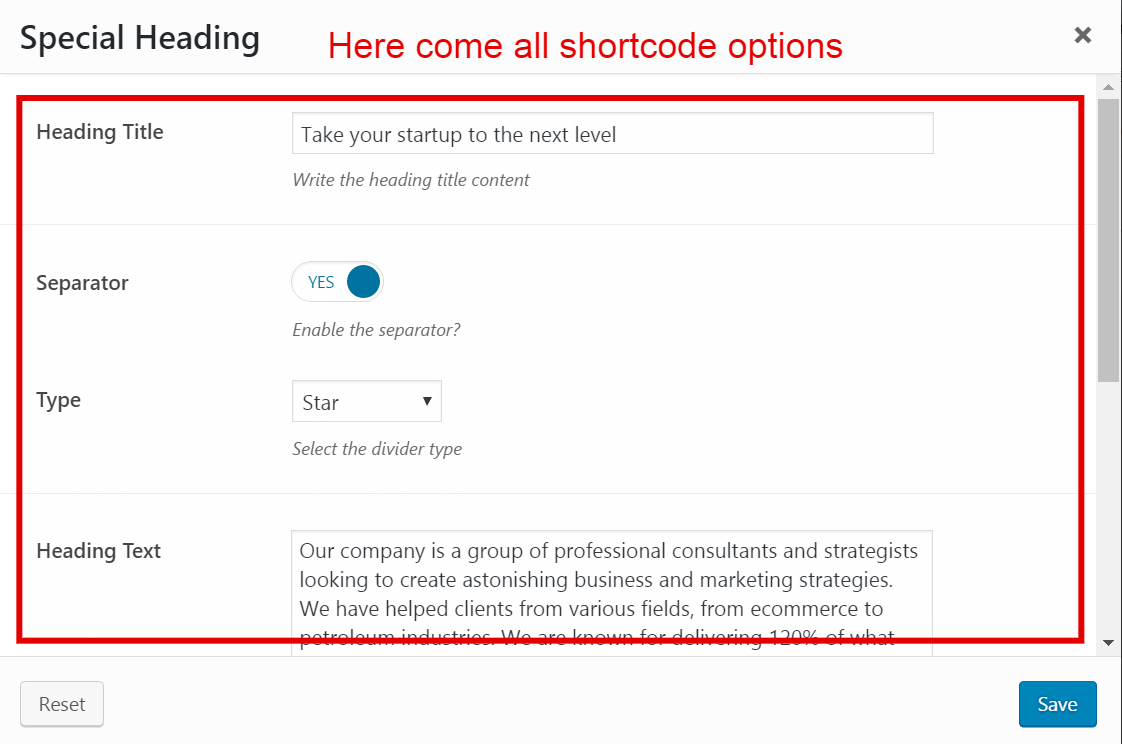 Special Heading
Here come all shortcode options
Heading Title
Take your startup to the next level
Write the heading title content
Separator
YES
Enable the separator?
Type
Star
Select the divider type
Heading Text
Our company is a group of professional consultants and strategists
looking to create astonishing business and marketing strategies.
We have helped clients from various fields, from ecommerce to
petroleum industries. We are known for delivering 120% of what
Reset
Save